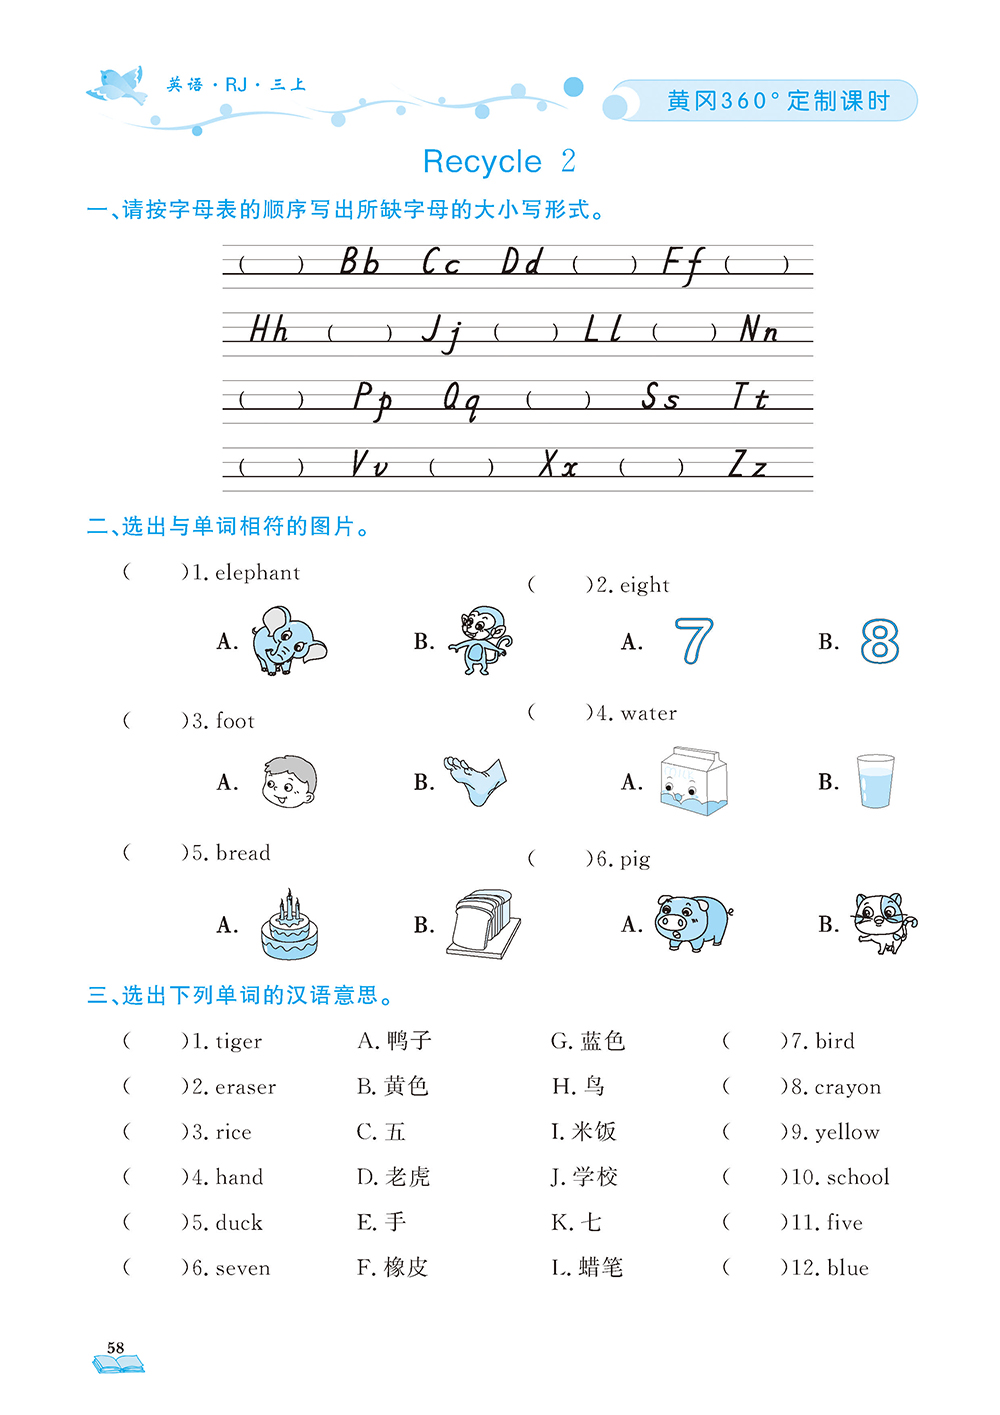 英语·RJ·三上
黄冈360°定制课时
Recycle 2
一、请按字母表的顺序写出所缺字母的大小写形式。
(    ) Bb Cc Dd (    ) Ff (    )
Hh (    ) Jj (    ) Ll (    ) Nn
(    ) Pp Qq (    ) Ss Tt
(    ) Vv (    ) Xx (    ) Zz
二、选出与单词相符的图片。
(    )1. elephant
(    )2. eight
A. B. A. 7 B. 8
(    )3. foot
(    )4. water
A. B. A. B.
(    )5. bread
(    )6. pig
A. B. A. B.
三、选出下列单词的汉语意思。
(    )1. tiger A. 鸭子 G. 蓝色 (    )7. bird
(    )2. eraser B. 黄色 H. 鸟 (    )8. crayon
(    )3. rice C. 五 I. 米饭 (    )9. yellow
(    )4. hand D. 老虎 J. 学校 (    )10. school
(    )5. duck E. 手 K. 七 (    )11. five
(    )6. seven F. 橡皮 L. 蜡笔 (    )12. blue
58